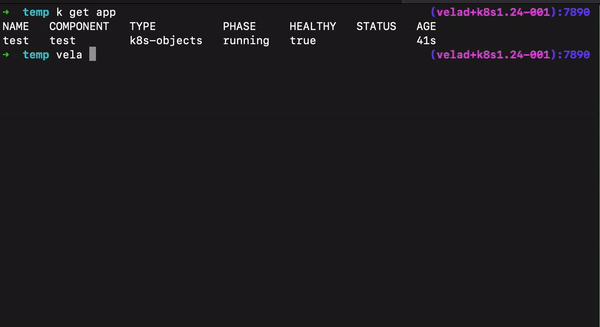 ➜ temp k get app (velad+k8s1.24-001):7890
NAME COMPONENT TYPE PHASE HEALTHY STATUS AGE
test test k8s-objects running true 41s
➜ temp vela (velad+k8s1.24-001):7890